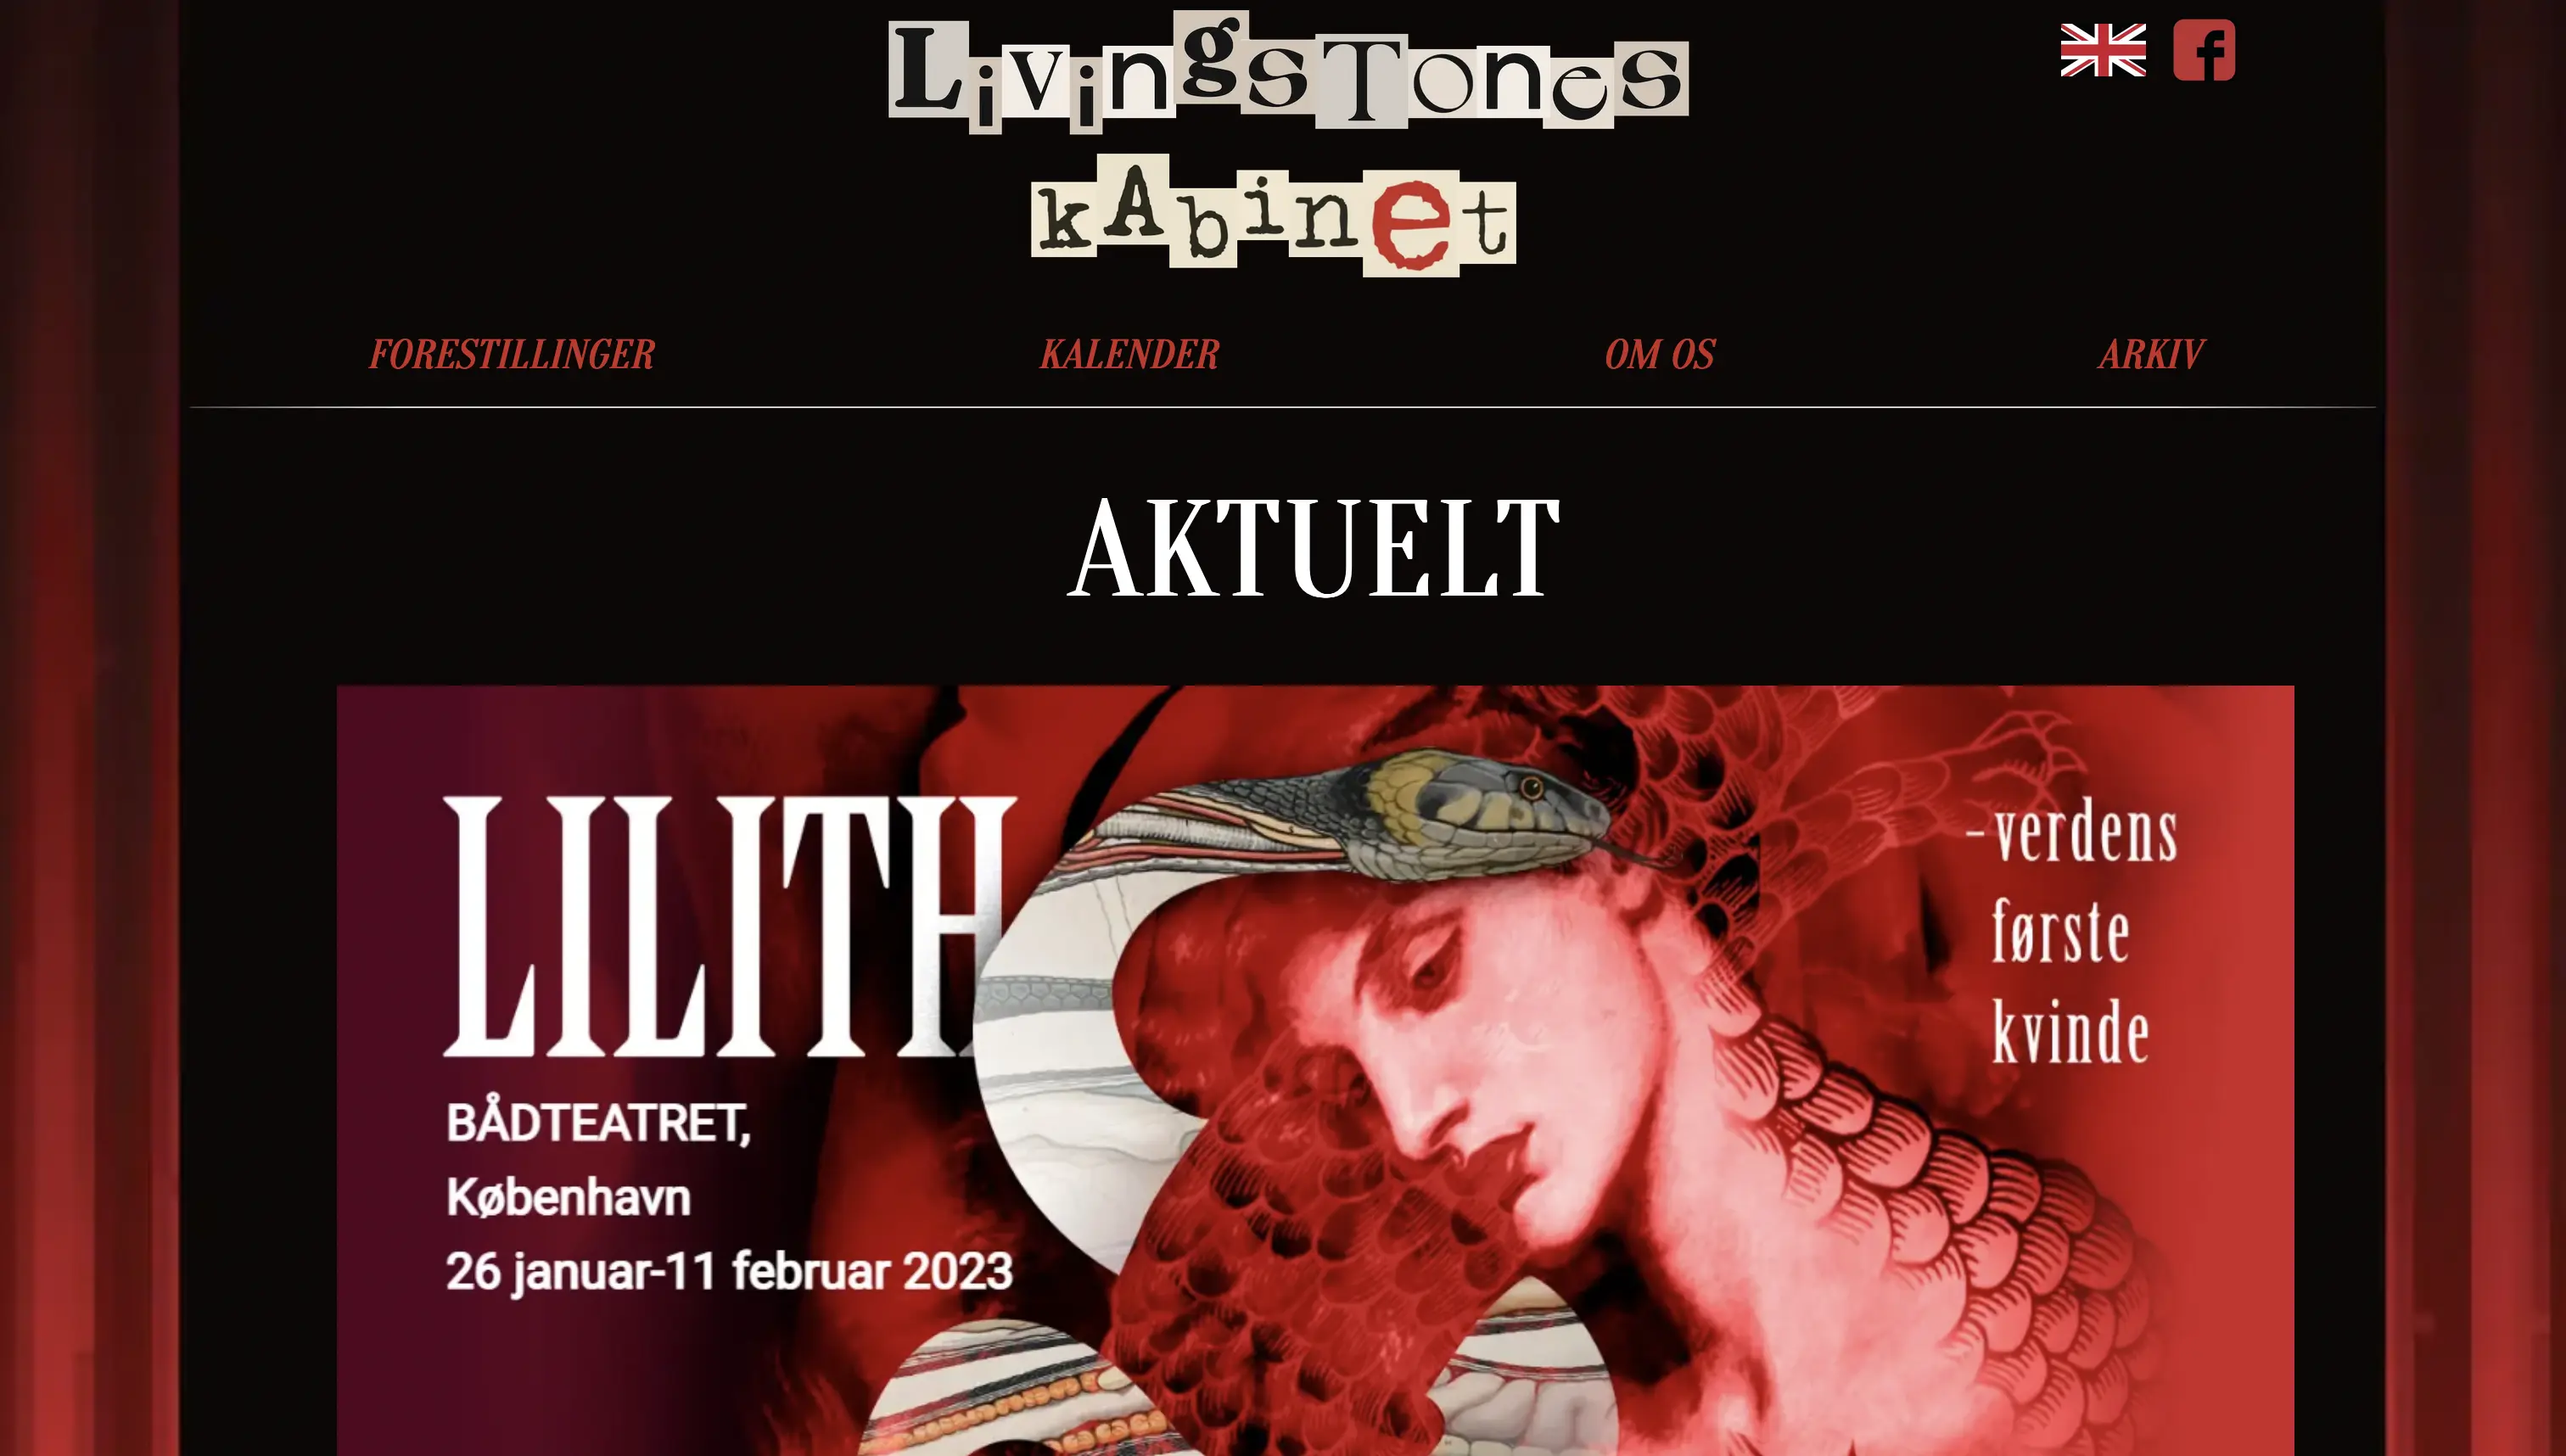 LivingsTones
kAbinet
FORESTILLINGER
KALENDER
OM OS
ARKIV
AKTUELT
LILITH
BÅDTEATRET,
København
26 januar-11 februar 2023
-verdens
første
kvinde